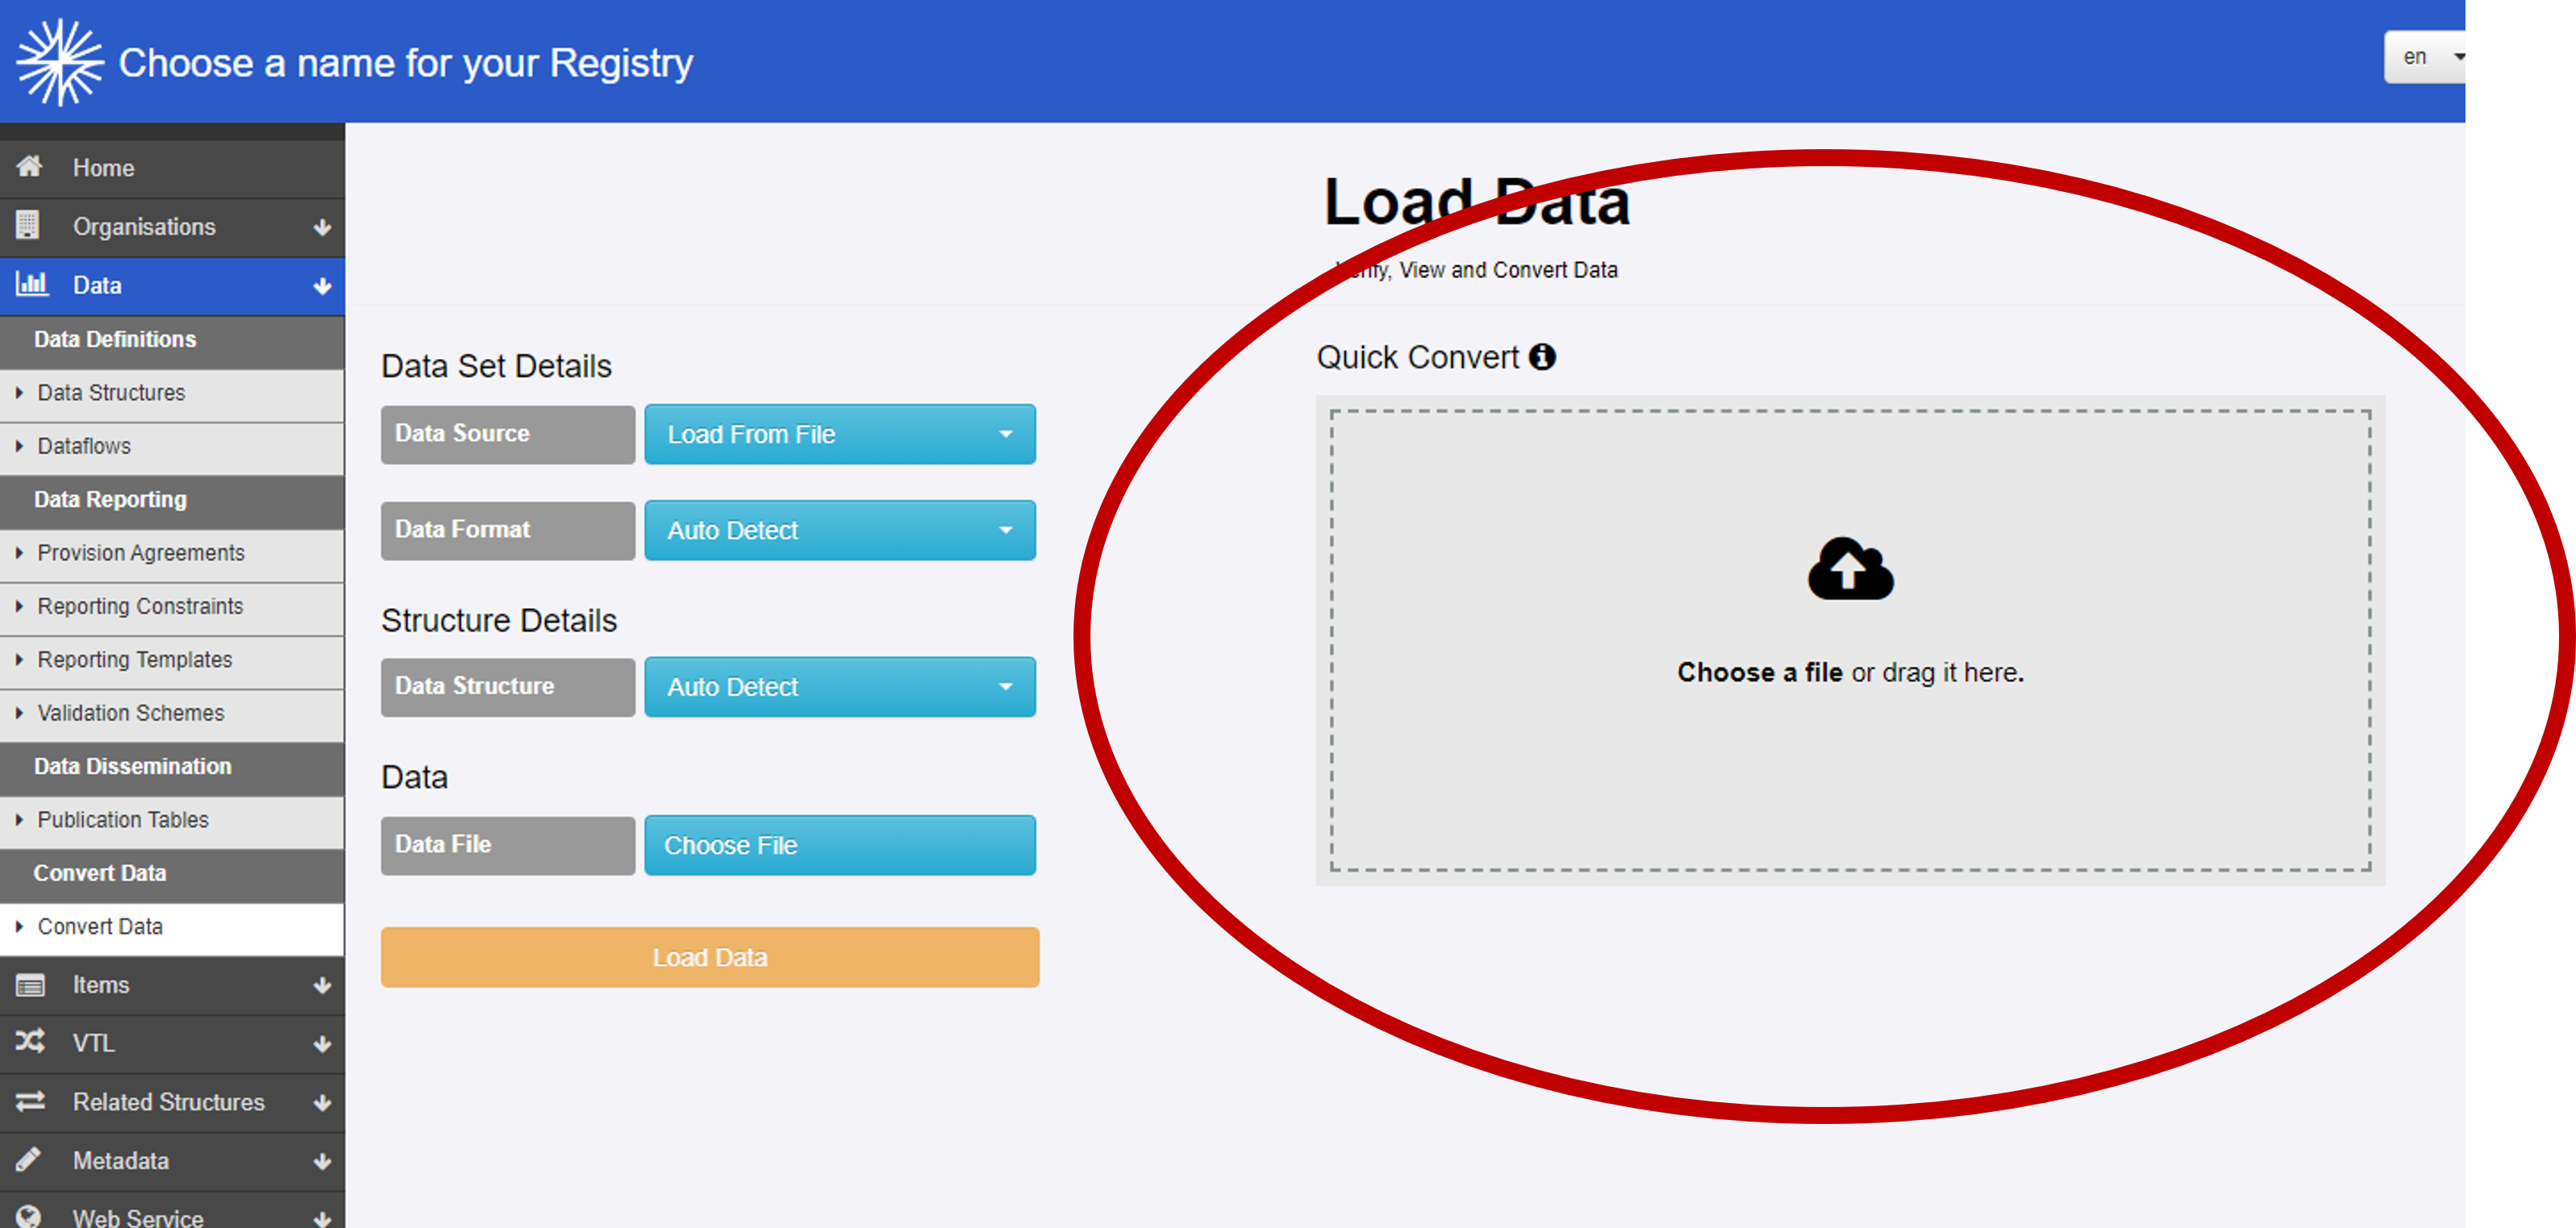 Choose a name for your Registry
en
Home
Organisations
Data
Data Definitions
Data Structures
Dataflows
Data Reporting
Provision Agreements
Reporting Constraints
Reporting Templates
Validation Schemes
Data Dissemination
Publication Tables
Convert Data
Convert Data
Items
VTL
Related Structures
Metadata
Web Service
Load Data
Verify, View and Convert Data
Data Set Details
Data Source Load From File
Data Format Auto Detect
Structure Details
Data Structure Auto Detect
Data
Data File Choose File
Load Data
Quick Convert
Choose a file or drag it here.